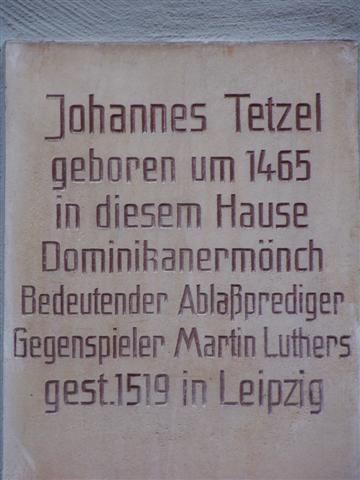 Johannes Tetzel
geboren um 1465
in diesem Hause
Dominikanermönch
Bedeutender Ablaßprediger
Gegenspieler Martin Luthers
gest.1519 in Leipzig